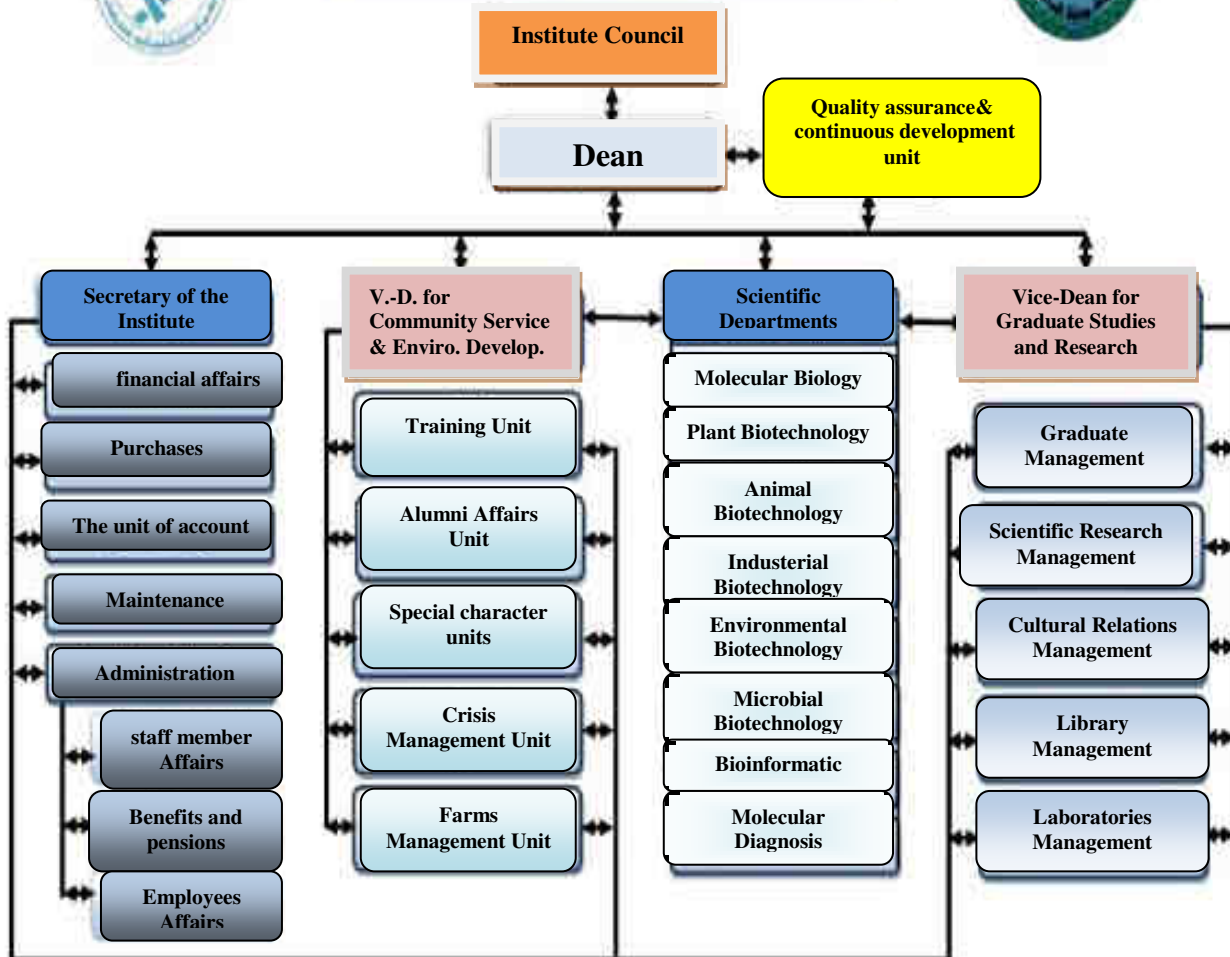 Institute Council
Quality assurance&
continuous development
unit
Dean
Secretary of the
Institute
financial affairs
Purchases
The unit of account
Maintenance
Administration
staff member
Affairs
Benefits and
pensions
Employees
Affairs
V.-D. for
Community Service
& Enviro. Develop.
Training Unit
Alumni Affairs
Unit
Special character
units
Crisis
Management Unit
Farms
Management Unit
Scientific
Departments
Molecular Biology
Plant Biotechnology
Animal
Biotechnology
Industerial
Biotechnology
Environmental
Biotechnology
Microbial
Biotechnology
Bioinformatic
Molecular
Diagnosis
Vice-Dean for
Graduate Studies
and Research
Graduate
Management
Scientific Research
Management
Cultural Relations
Management
Library
Management
Laboratories
Management